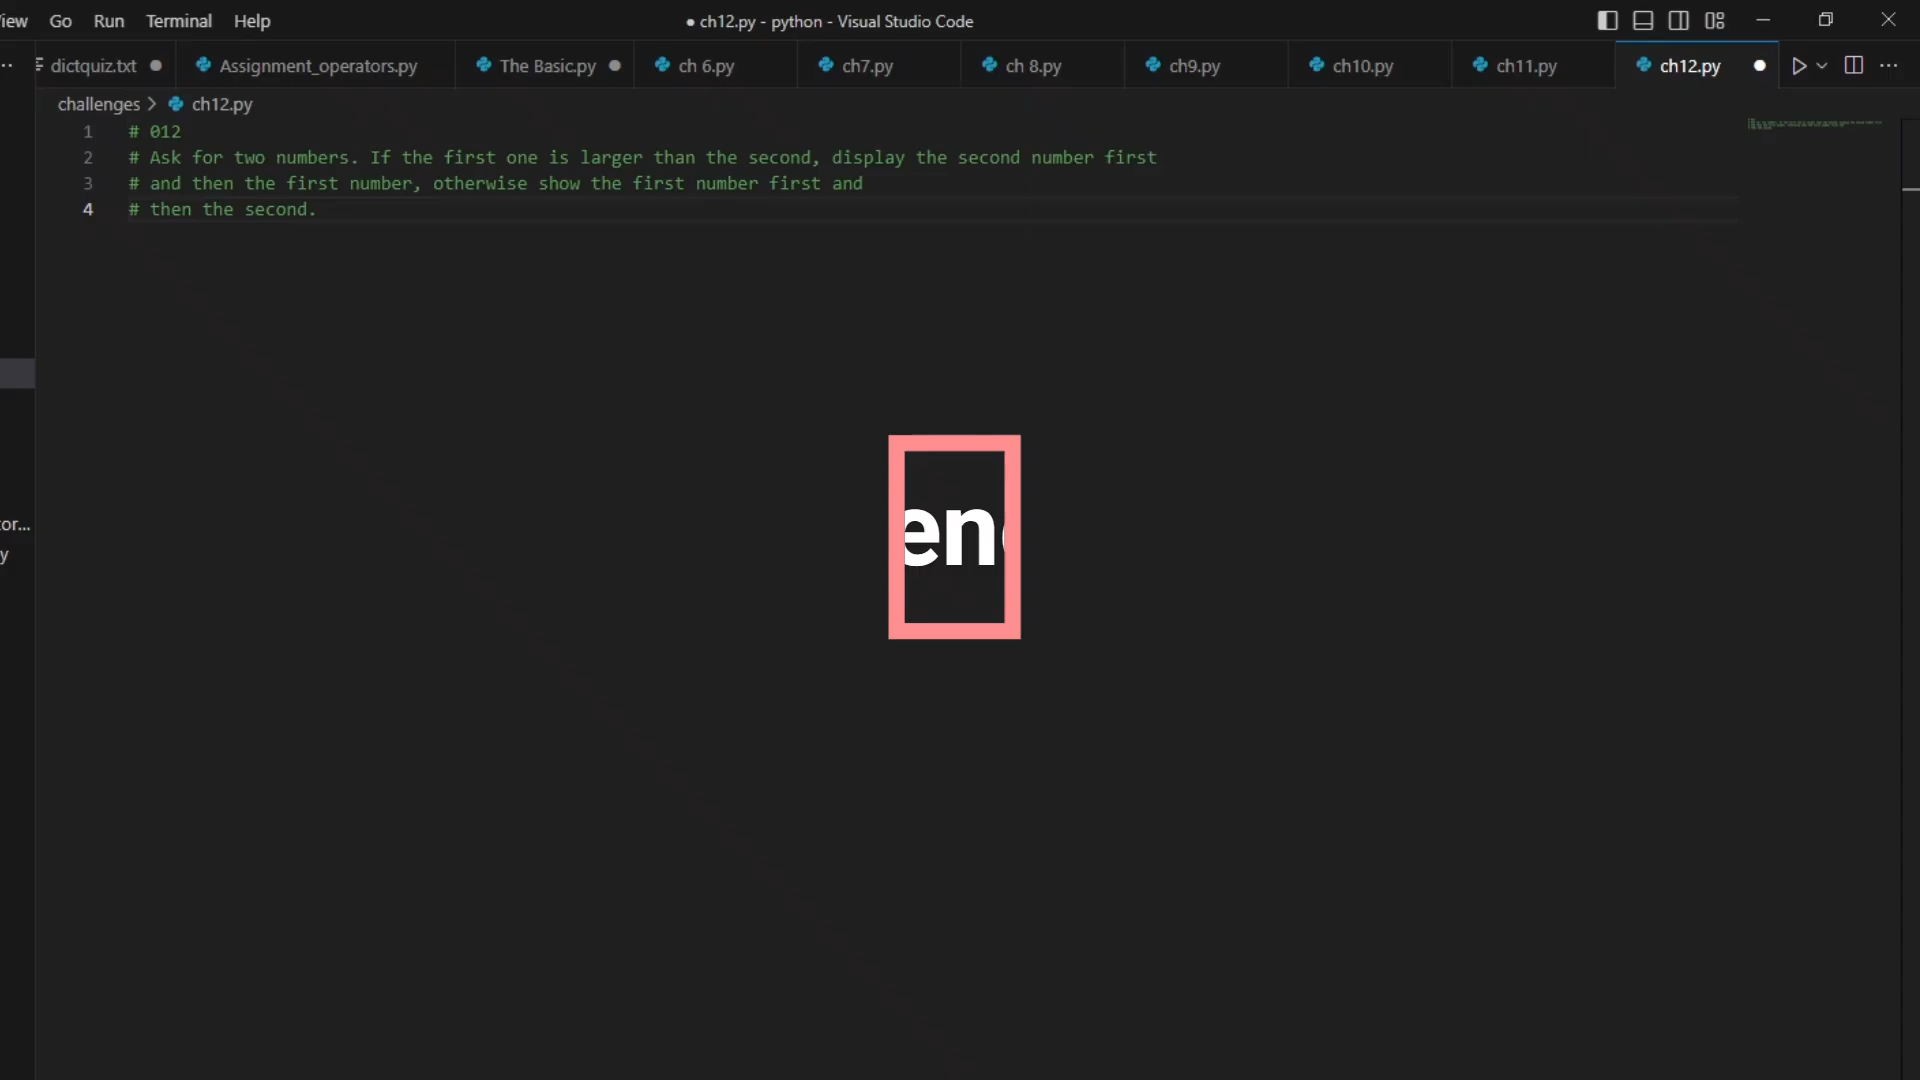 Go Run Terminal Help
● ch12.py - python - Visual Studio Code
dictquiz.txt Assignment_operators.py The Basic.py ch 6.py ch7.py ch 8.py ch9.py ch10.py ch11.py ch12.py
challenges > ch12.py
1 # 012
2 # Ask for two numbers. If the first one is larger than the second, display the second number first
3 # and then the first number, otherwise show the first number first and
4 # then the second.
en